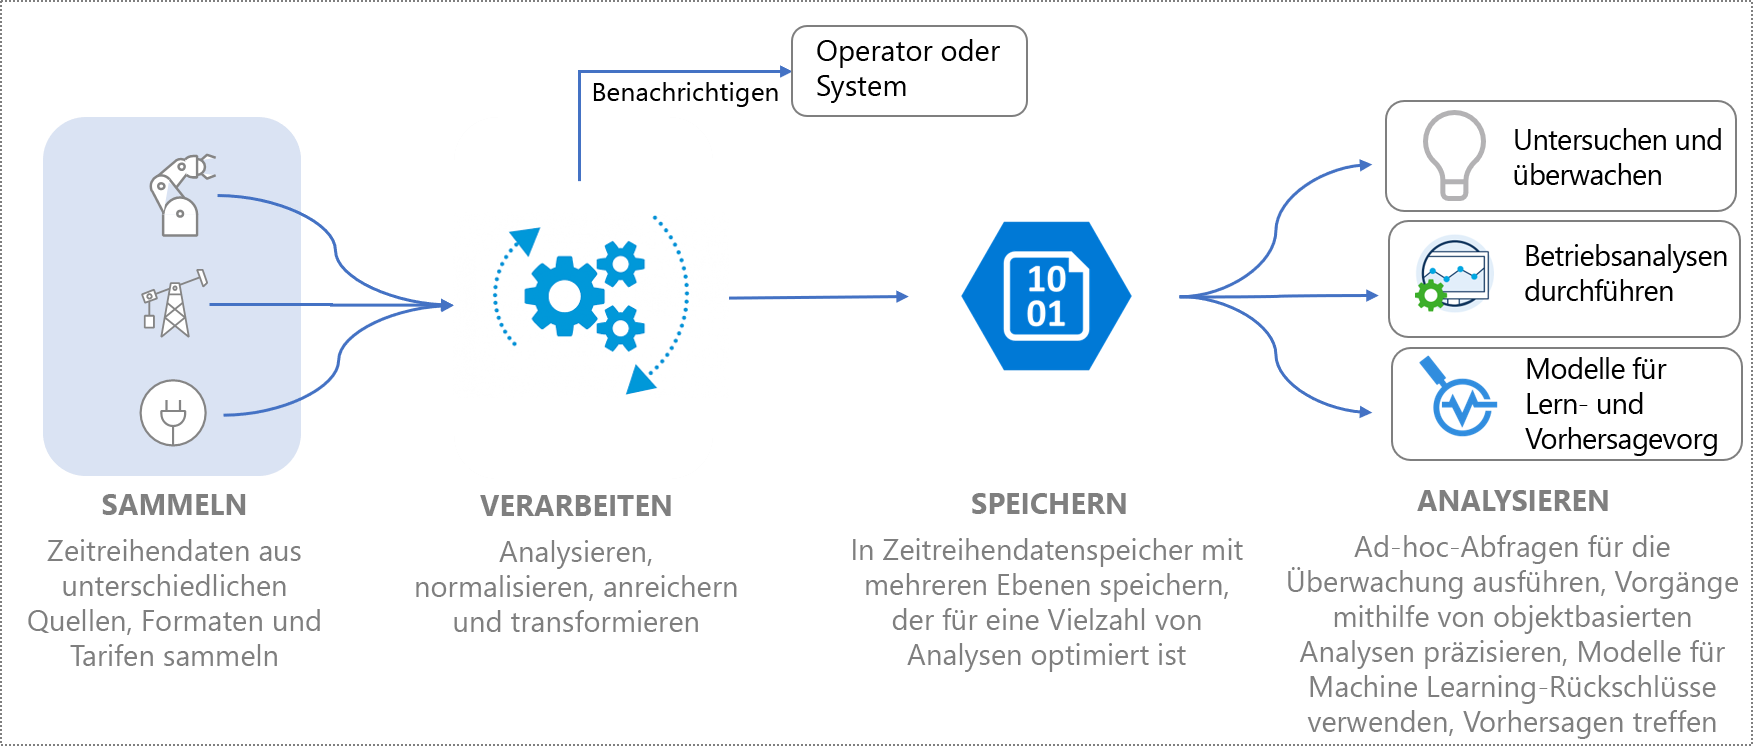 Operator oder
System
Benachrichtigen
Untersuchen und
überwachen
10
01
Betriebsanalysen
durchführen
Modelle für
Lern- und
Vorhersagevorg
SAMMELN
Zeitreihendaten aus
unterschiedlichen
Quellen, Formaten und
Tarifen sammeln
VERARBEITEN
Analysieren,
normalisieren, anreichern
und transformieren
SPEICHERN
In Zeitreihendatenspeicher mit
mehreren Ebenen speichern,
der für eine Vielzahl von
Analysen optimiert ist
ANALYSIEREN
Ad-hoc-Abfragen für die
Überwachung ausführen, Vorgänge
mithilfe von objektbasierten
Analysen präzisieren, Modelle für
Machine Learning-Rückschlüsse
verwenden, Vorhersagen treffen